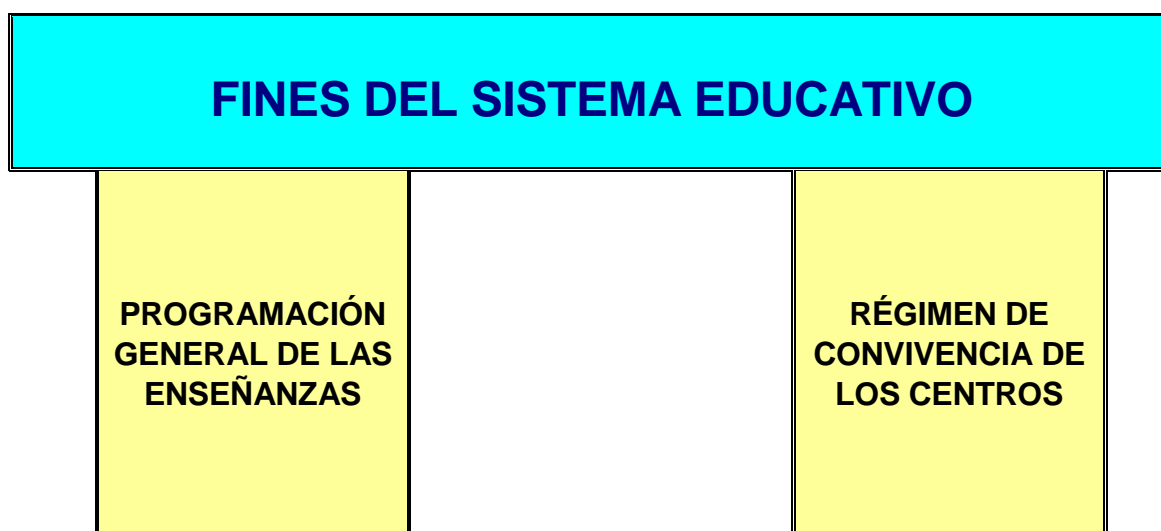 FINES DEL SISTEMA EDUCATIVO
PROGRAMACIÓN
GENERAL DE LAS
ENSEÑANZAS
RÉGIMEN DE
CONVIVENCIA DE
LOS CENTROS